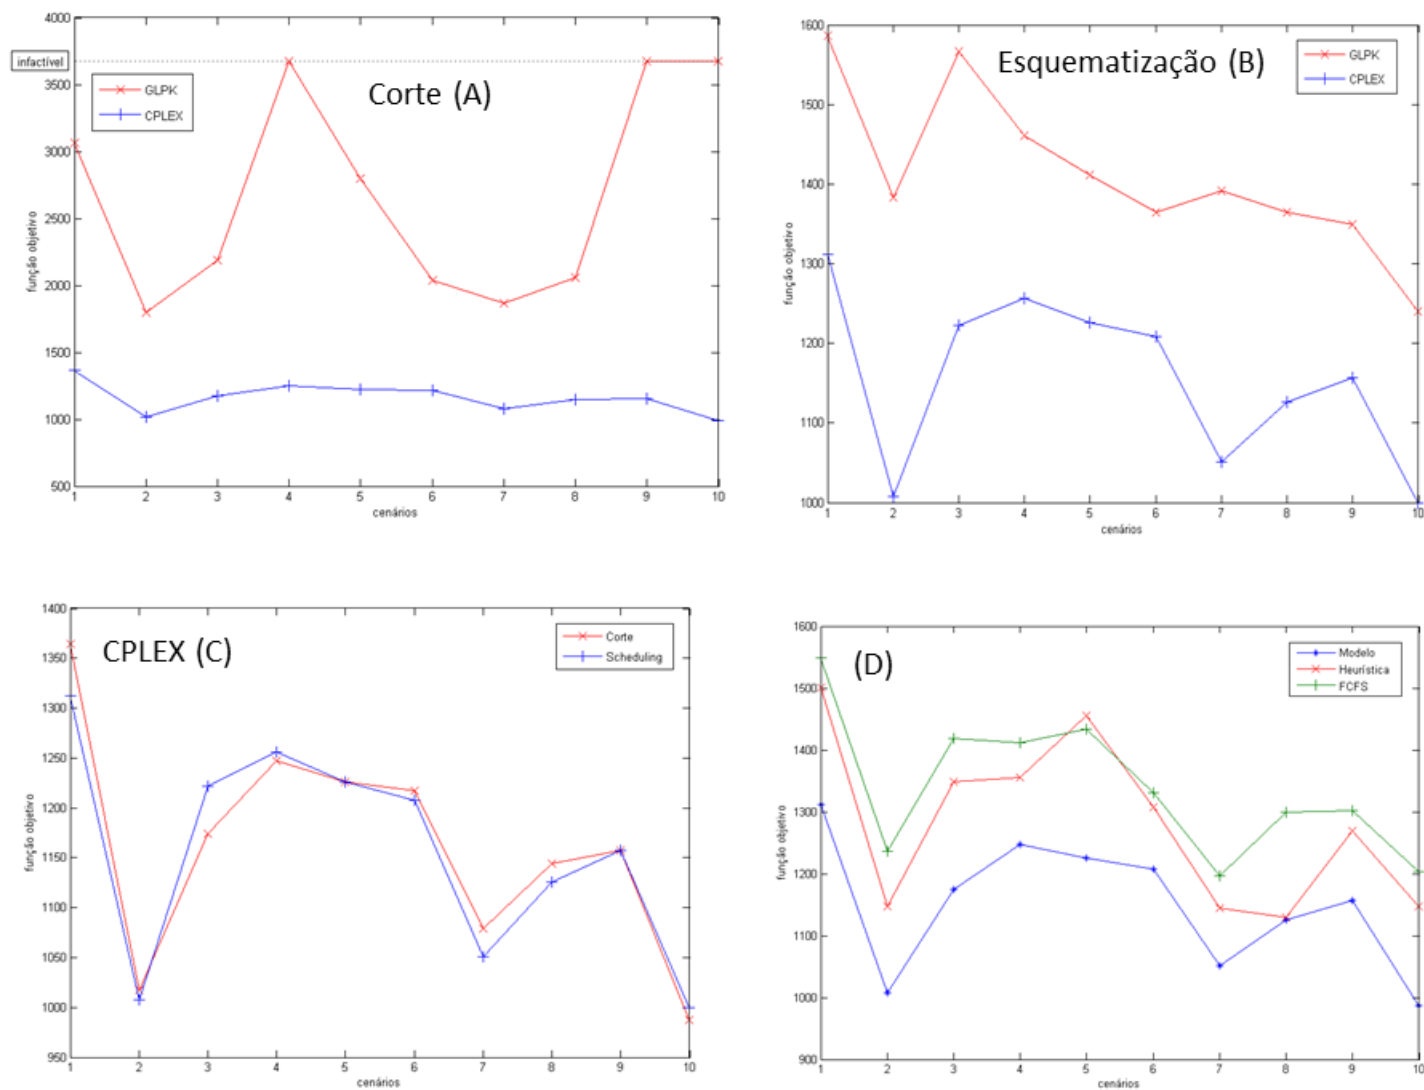 4000
infactível
3500
3000
2500
2000
1500
1000
500
função objetivo
GLPK
CPLEX
Corte (A)
1 2 3 4 5 6 7 8 9 10
cenários
1600
1500
1400
1300
1200
1100
1000
função objetivo
Esquematização (B)
GLPK
CPLEX
1 2 3 4 5 6 7 8 9 10
cenários
1400
1350
1300
1250
1200
1150
1100
1050
1000
950
função objetivo
CPLEX (C)
Corte
Scheduling
1 2 3 4 5 6 7 8 9 10
cenários
1600
1500
1400
1300
1200
1100
1000
900
função objetivo
(D)
Modelo
Heurística
FCFS
1 2 3 4 5 6 7 8 9 10
cenários